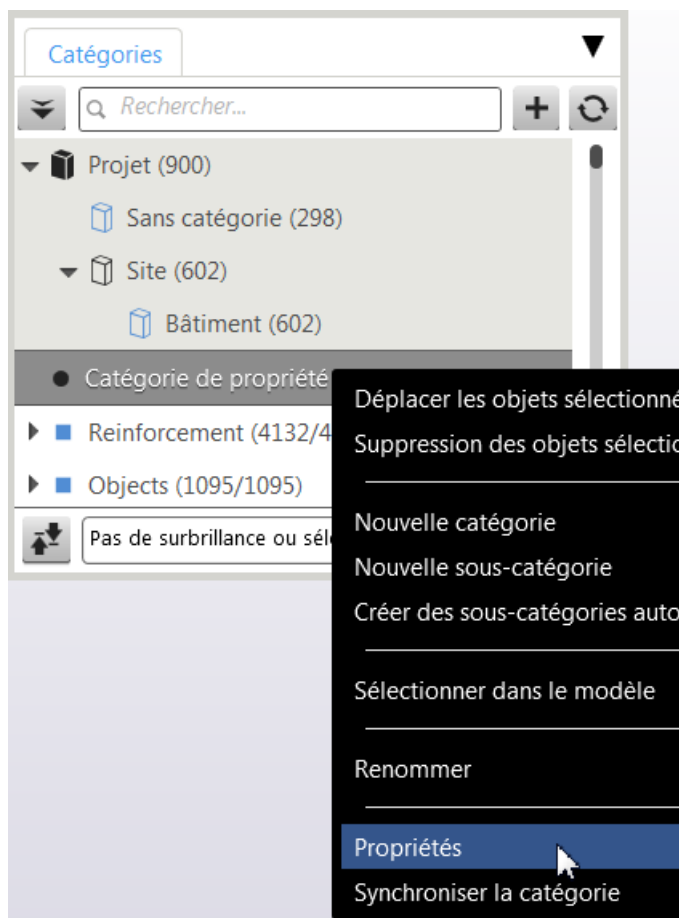 Catégories
Rechercher...
Projet (900)
Sans catégorie (298)
Site (602)
Bâtiment (602)
Catégorie de propriété
Reinforcement (4132/4
Objects (1095/1095)
Pas de surbrillance ou sél
Déplacer les objets sélectionné
Suppression des objets sélectio
Nouvelle catégorie
Nouvelle sous-catégorie
Créer des sous-catégories auto
Sélectionner dans le modèle
Renommer
Propriétés
Synchroniser la catégorie